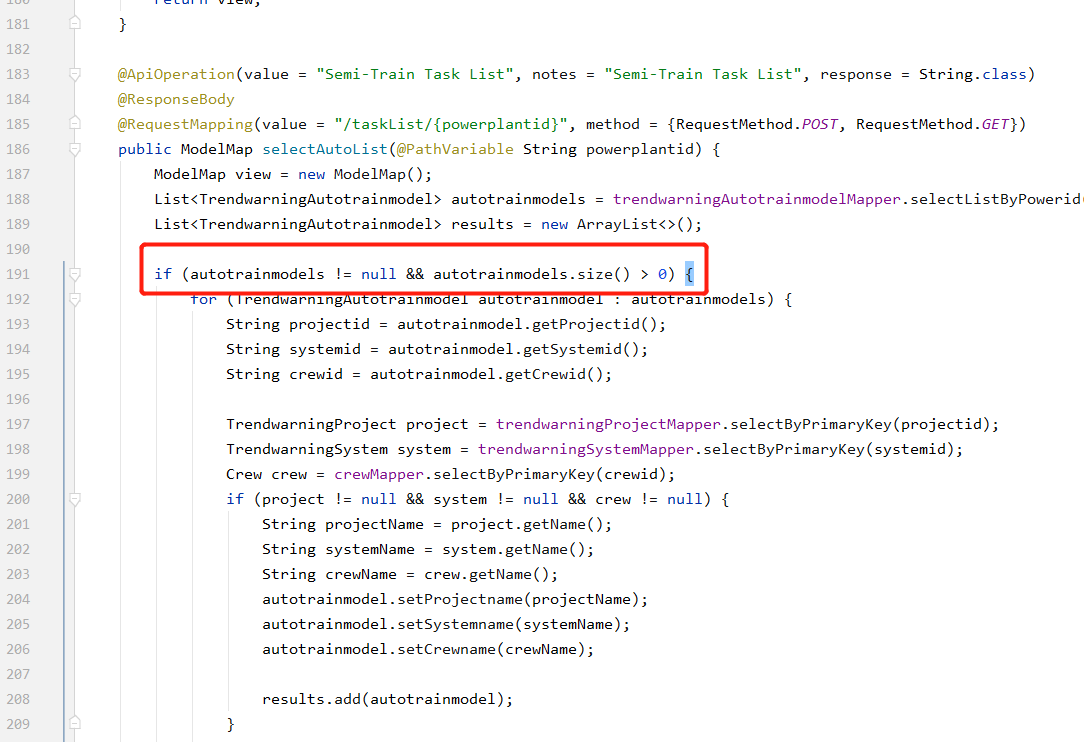 180 return view;
181 }
182
183 @ApiOperation(value = "Semi-Train Task List", notes = "Semi-Train Task List", response = String.class)
184 @ResponseBody
185 @RequestMapping(value = "/taskList/{powerplantid}", method = {RequestMethod.POST, RequestMethod.GET})
186 public ModelMap selectAutoList(@PathVariable String powerplantid) {
187 ModelMap view = new ModelMap();
188 List<TrendwarningAutotrainmodel> autotrainmodels = trendwarningAutotrainmodelMapper.selectListByPowerid(
189 List<TrendwarningAutotrainmodel> results = new ArrayList<>();
190
191 if (autotrainmodels != null && autotrainmodels.size() > 0) {
192 for (TrendwarningAutotrainmodel autotrainmodel : autotrainmodels) {
193 String projectid = autotrainmodel.getProjectid();
194 String systemid = autotrainmodel.getSystemid();
195 String crewid = autotrainmodel.getCrewid();
196
197 TrendwarningProject project = trendwarningProjectMapper.selectByPrimaryKey(projectid);
198 TrendwarningSystem system = trendwarningSystemMapper.selectByPrimaryKey(systemid);
199 Crew crew = crewMapper.selectByPrimaryKey(crewid);
200 if (project != null && system != null && crew != null) {
201 String projectName = project.getName();
202 String systemName = system.getName();
203 String crewName = crew.getName();
204 autotrainmodel.setProjectname(projectName);
205 autotrainmodel.setSystemname(systemName);
206 autotrainmodel.setCrewname(crewName);
207
208 results.add(autotrainmodel);
209 }